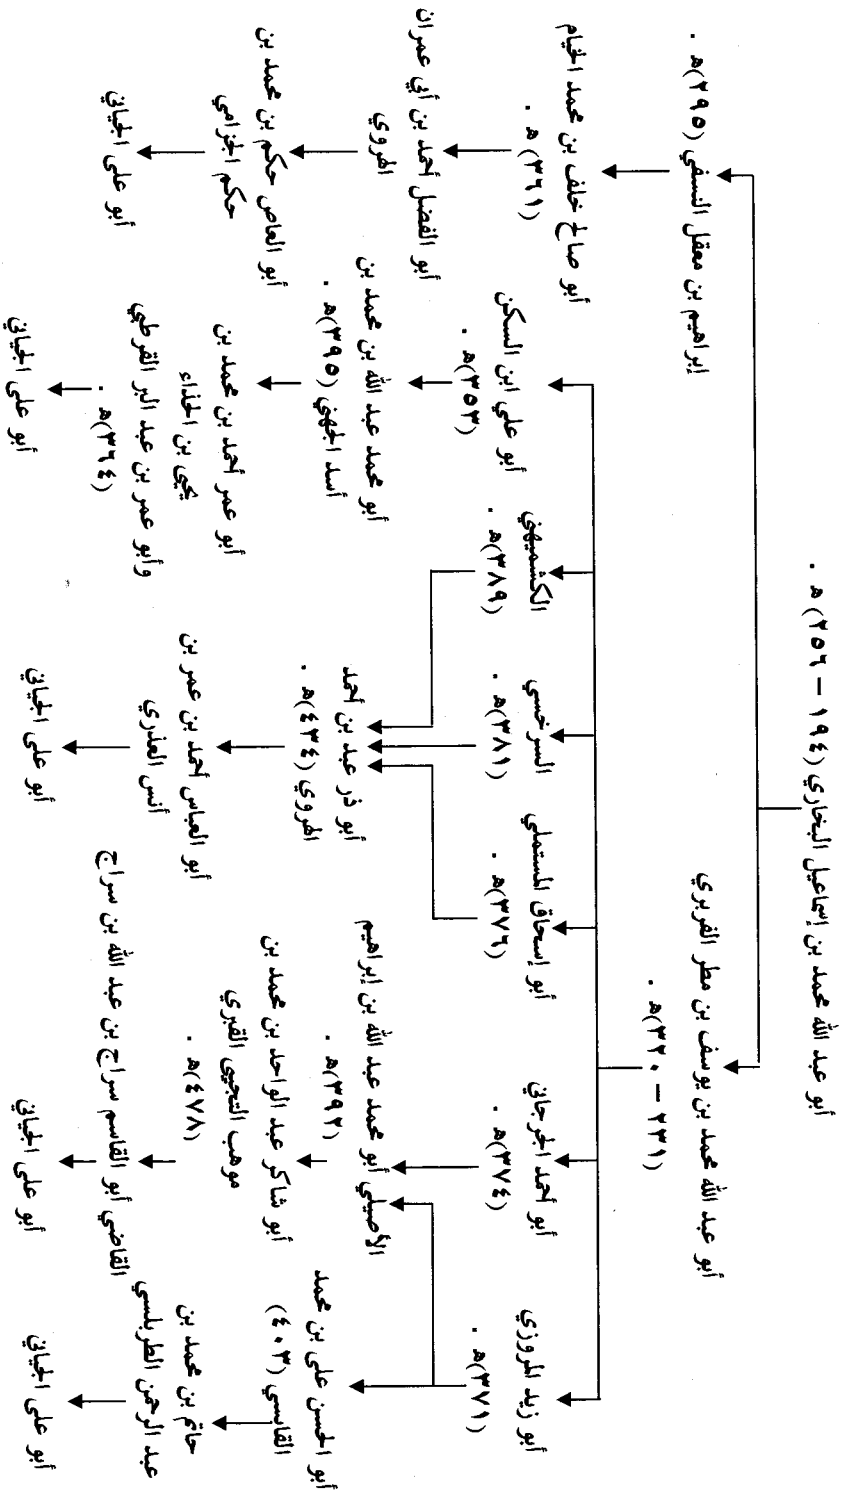 أبو عبد الله محمد بن إسماعيل البخاري (١٩٤ – ٢٥٦)هـ .
أبو عبد الله محمد بن يوسف بن مطر الفربري
(٢٣١ – ٣٢٠)هـ .
إبراهيم بن معقل النسفي (٢٩٥)هـ .
أبو زيد المروزي
(٣٧١)هـ .
أبو أحمد الجرجاني
(٣٧٤)هـ .
أبو إسحاق المستملي
(٣٧٦)هـ .
السرخسي
(٣٨١)هـ .
الكشميهني
(٣٨٩)هـ .
أبو علي ابن السكن
(٣٥٣)هـ .
أبو صالح خلف بن محمد الخيام
(٣٦١)هـ .
أبو الحسن على بن محمد
القابسي (٤٠٣)
الأصيلي أبو محمد عبد الله بن إبراهيم
(٣٩٢)هـ .
أبو ذر عبد بن أحمد
الهروي (٤٣٤)هـ .
أبو محمد عبد الله بن محمد بن
أسد الجهني (٣٩٥)هـ .
أبو الفضل أحمد بن أبي عمران
الهروي
حاتم بن محمد بن
عبد الرحمن الطربلسي
أبو شاكر عبد الواحد بن محمد بن
موهب التجيبى القبري
(٤٧٨)هـ .
القاضي أبو القاسم سراج بن عبد الله بن سراج
أبو العباس أحمد بن عمر بن
أنس العذري
أبو عمر أحمد بن محمد بن
يحيى بن الحذاء
وأبو عمر بن عبد البر القرطبي
(٣٦٤)هـ .
أبو العاص حكم بن محمد بن
حكم الجزامي
أبو على الجياني
أبو على الجياني
أبو على الجياني
أبو على الجياني
أبو على الجياني